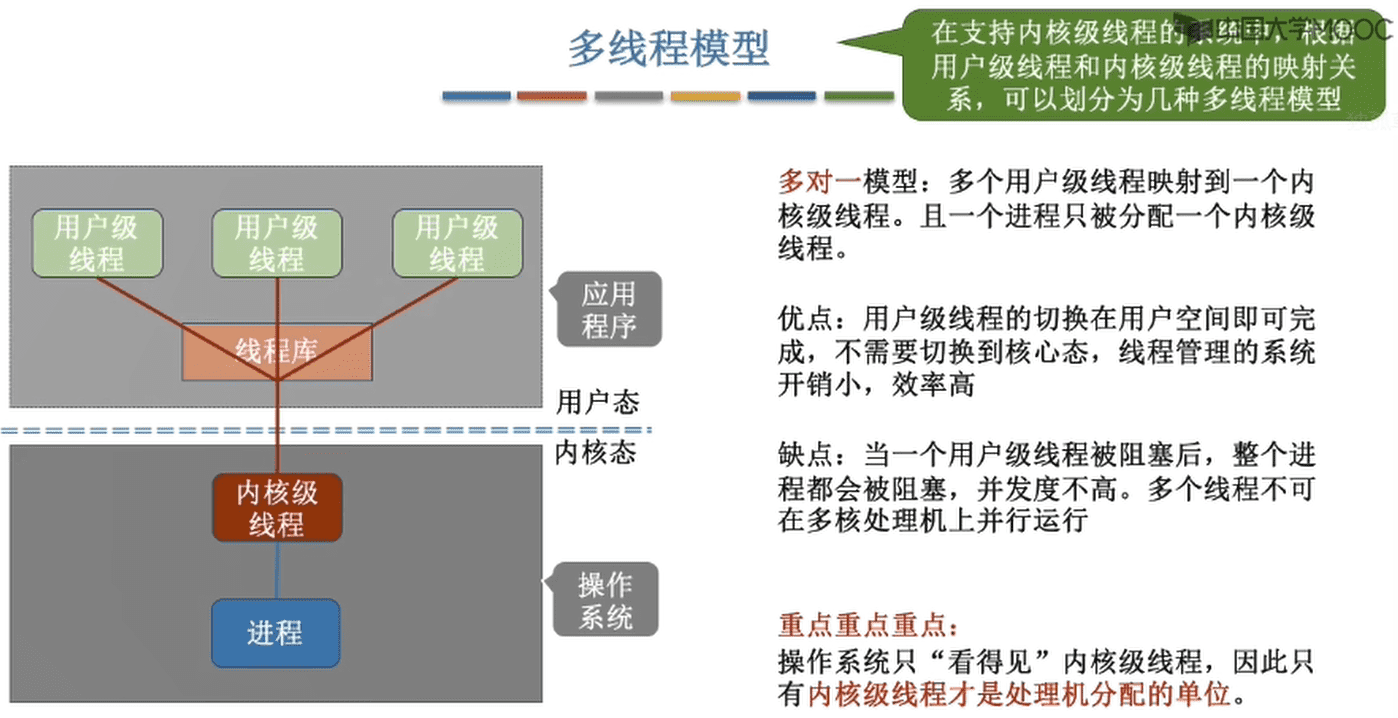 多线程模型
在支持内核级线程的系统中，根据
用户级线程和内核级线程的映射关
系，可以划分为几种多线程模型
中国大学MOOC
用户级
线程
用户级
线程
用户级
线程
线程库
应用
程序
用户态
内核态
内核级
线程
进程
操作
系统
多对一模型：多个用户级线程映射到一个内
核级线程。且一个进程只被分配一个内核级
线程。
优点：用户级线程的切换在用户空间即可完
成，不需要切换到核心态，线程管理的系统
开销小，效率高
缺点：当一个用户级线程被阻塞后，整个进
程都会被阻塞，并发度不高。多个线程不可
在多核处理机上并行运行
重点重点重点：
操作系统只“看得见”内核级线程，因此只
有内核级线程才是处理机分配的单位。